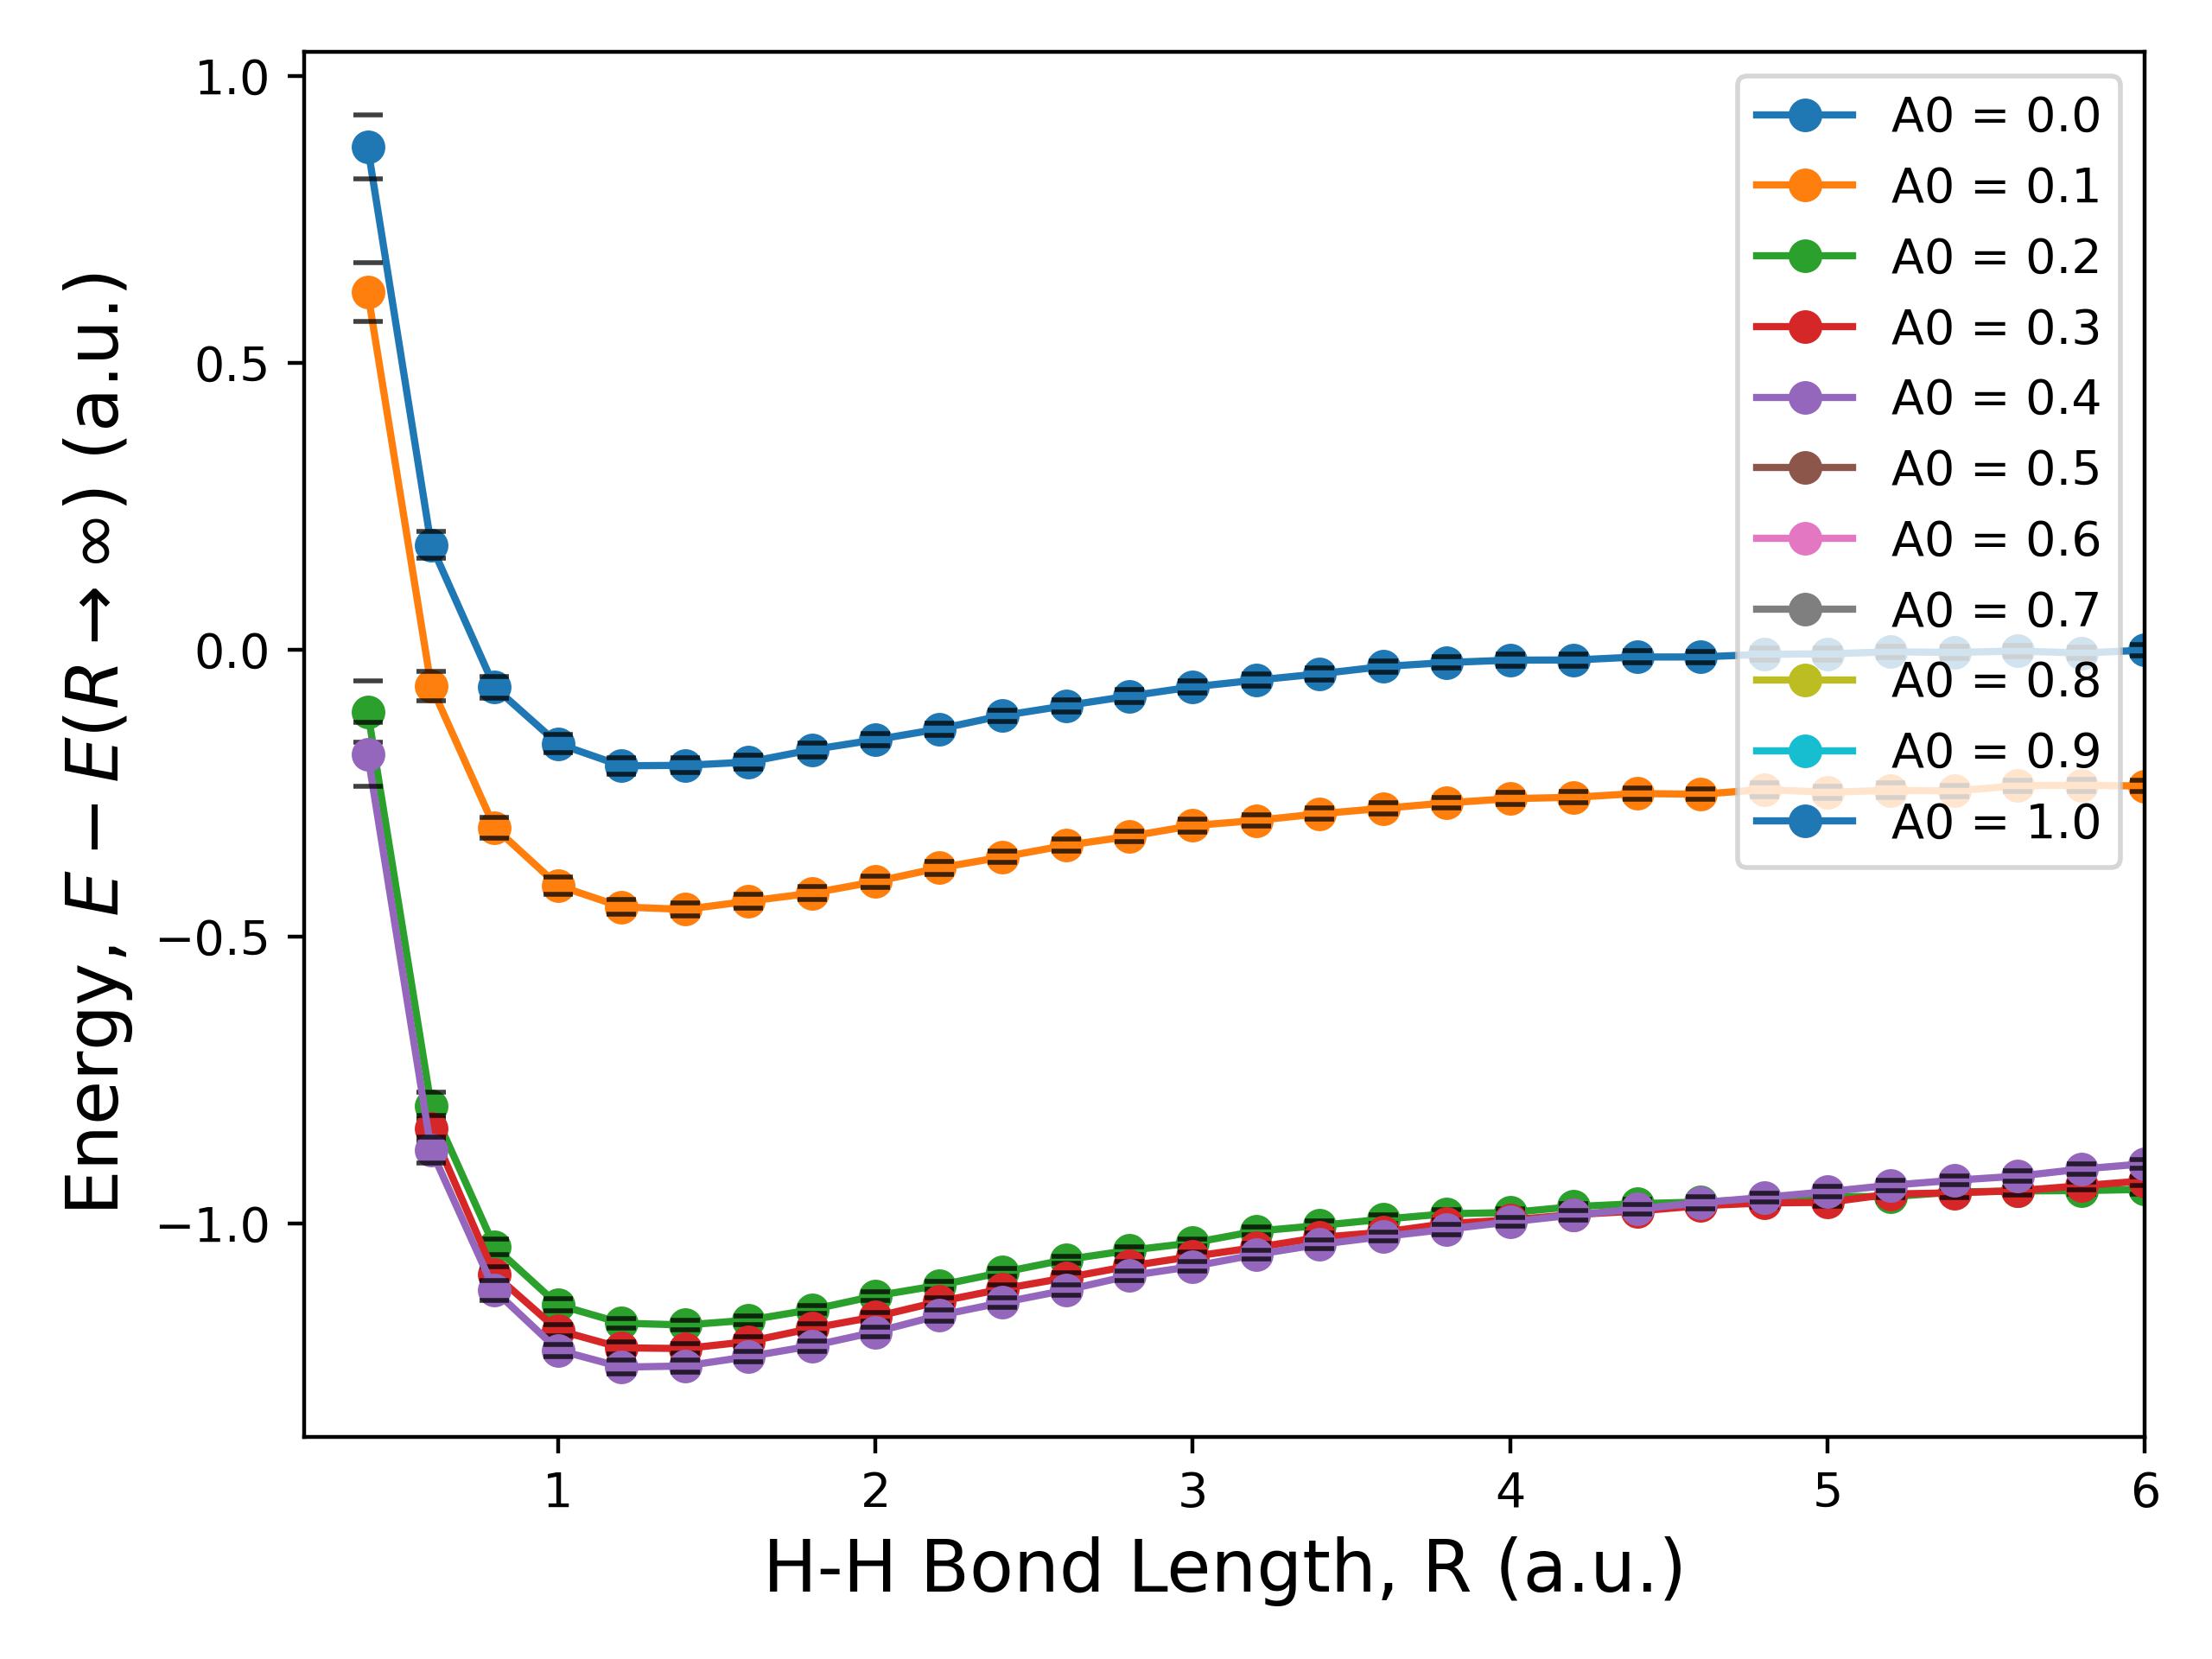 1.0
0.5
0.0
−0.5
−1.0
Energy, E − E(R → ∞) (a.u.)
A0 = 0.0
A0 = 0.1
A0 = 0.2
A0 = 0.3
A0 = 0.4
A0 = 0.5
A0 = 0.6
A0 = 0.7
A0 = 0.8
A0 = 0.9
A0 = 1.0
1 2 3 4 5 6
H-H Bond Length, R (a.u.)